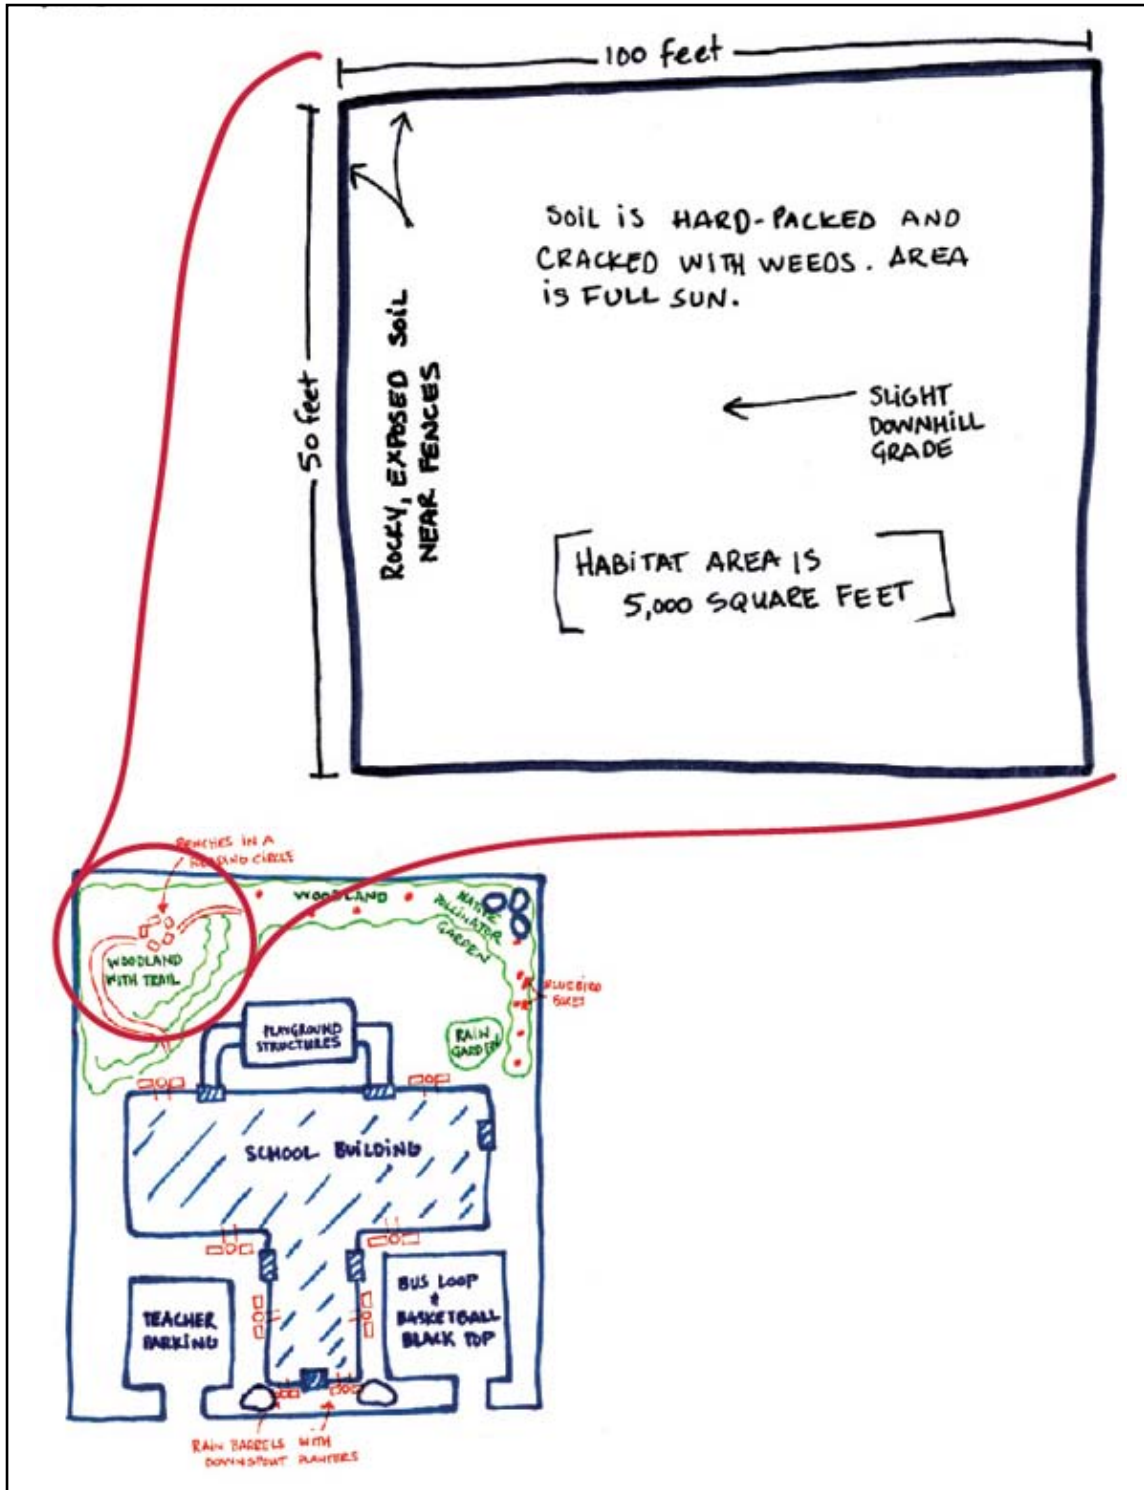 100 feet
50 feet
SOIL IS HARD-PACKED AND
CRACKED WITH WEEDS. AREA
IS FULL SUN.
ROCKY, EXPOSED SOIL
NEAR FENCES
SLIGHT
DOWNHILL
GRADE
HABITAT AREA IS
5,000 SQUARE FEET
BENCHES IN A
READING CIRCLE
WOODLAND
NATIVE
POLLINATOR
GARDEN
WOODLAND
WITH TRAIL
BLUEBIRD
BOXES
PLAYGROUND
STRUCTURES
RAIN
GARDEN
SCHOOL BUILDING
TEACHER
PARKING
BUS LOOP
+
BASKETBALL
BLACK TOP
RAIN BARRELS WITH
DOWNSPOUT PLANTERS